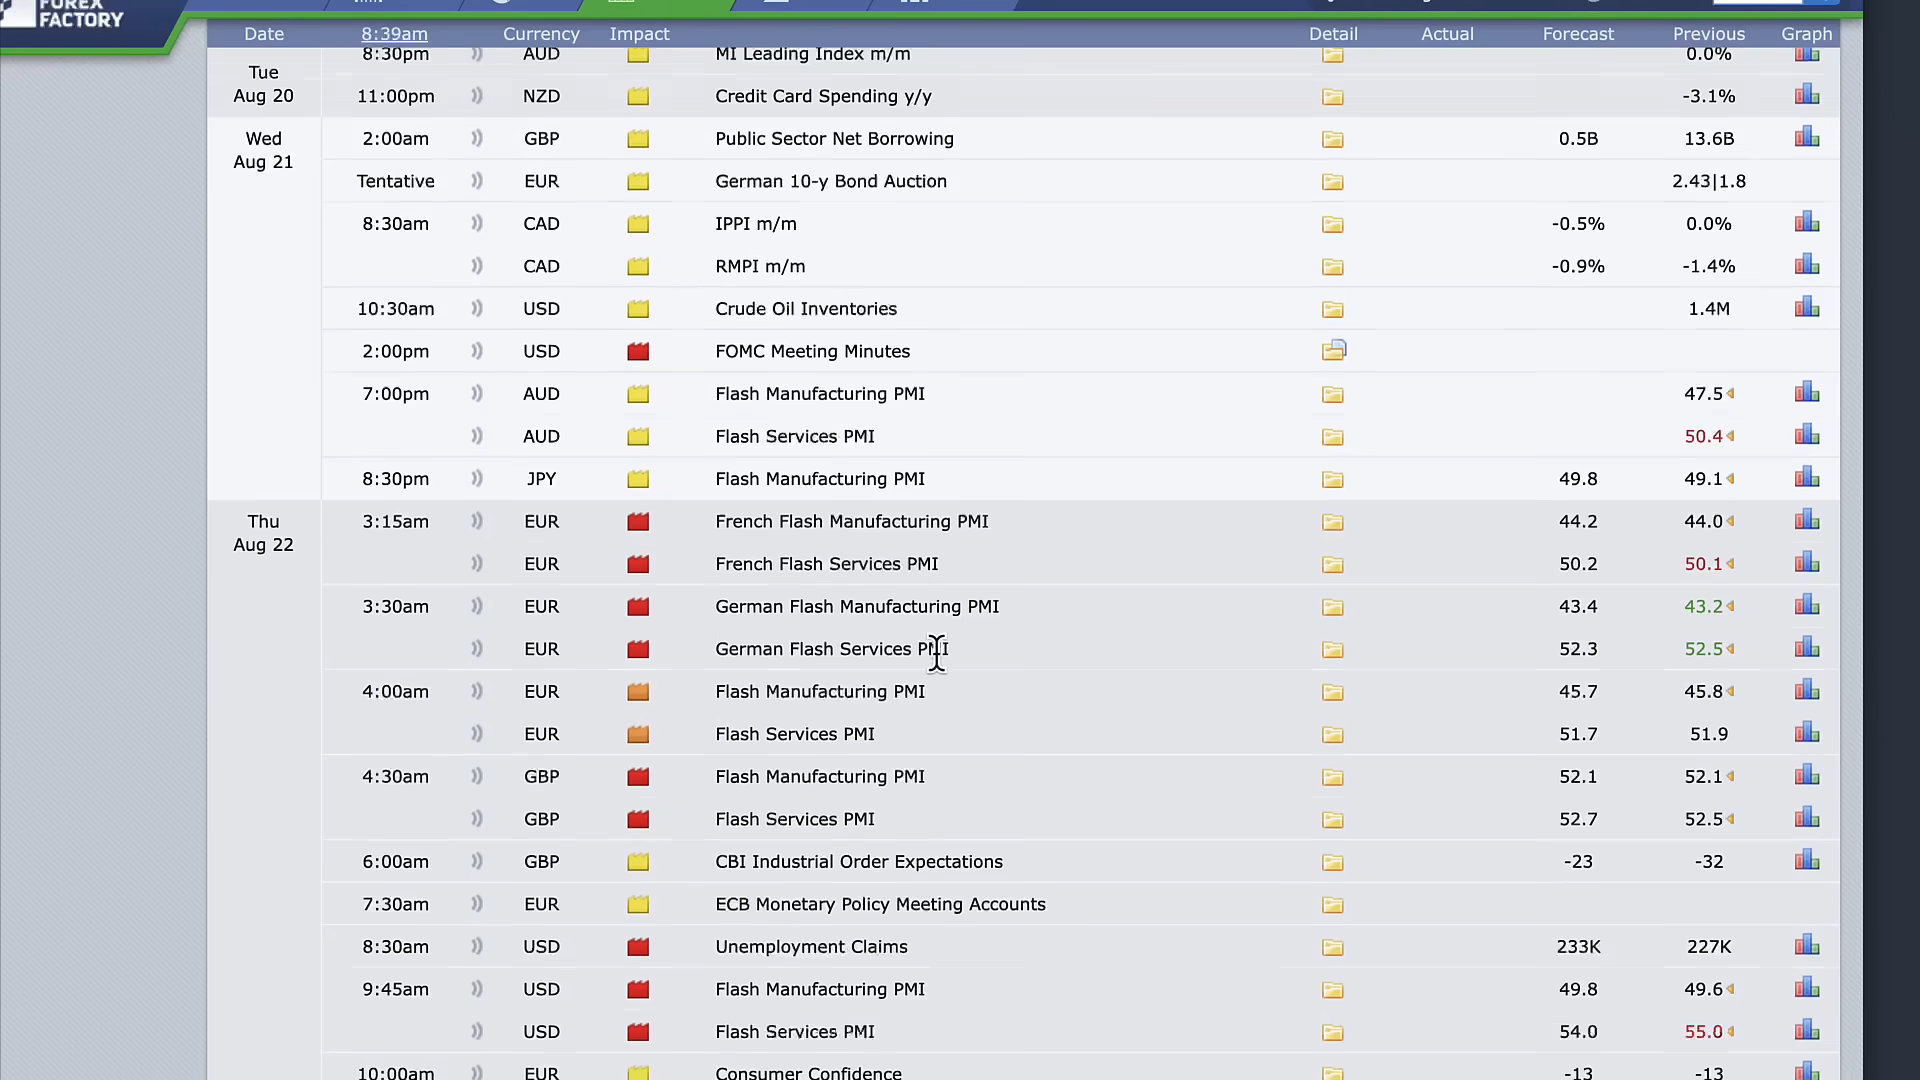 FOREX
FACTORY
Date 8:39am Currency Impact Detail Actual Forecast Previous Graph
Tue
Aug 20
8:30pm AUD MI Leading Index m/m 0.0%
11:00pm NZD Credit Card Spending y/y -3.1%
Wed
Aug 21
2:00am GBP Public Sector Net Borrowing 0.5B 13.6B
Tentative EUR German 10-y Bond Auction 2.43|1.8
8:30am CAD IPPI m/m -0.5% 0.0%
CAD RMPI m/m -0.9% -1.4%
10:30am USD Crude Oil Inventories 1.4M
2:00pm USD FOMC Meeting Minutes
7:00pm AUD Flash Manufacturing PMI 47.5
AUD Flash Services PMI 50.4
8:30pm JPY Flash Manufacturing PMI 49.8 49.1
Thu
Aug 22
3:15am EUR French Flash Manufacturing PMI 44.2 44.0
EUR French Flash Services PMI 50.2 50.1
3:30am EUR German Flash Manufacturing PMI 43.4 43.2
EUR German Flash Services PMI 52.3 52.5
4:00am EUR Flash Manufacturing PMI 45.7 45.8
EUR Flash Services PMI 51.7 51.9
4:30am GBP Flash Manufacturing PMI 52.1 52.1
GBP Flash Services PMI 52.7 52.5
6:00am GBP CBI Industrial Order Expectations -23 -32
7:30am EUR ECB Monetary Policy Meeting Accounts
8:30am USD Unemployment Claims 233K 227K
9:45am USD Flash Manufacturing PMI 49.8 49.6
USD Flash Services PMI 54.0 55.0
10:00am EUR Consumer Confidence -13 -13